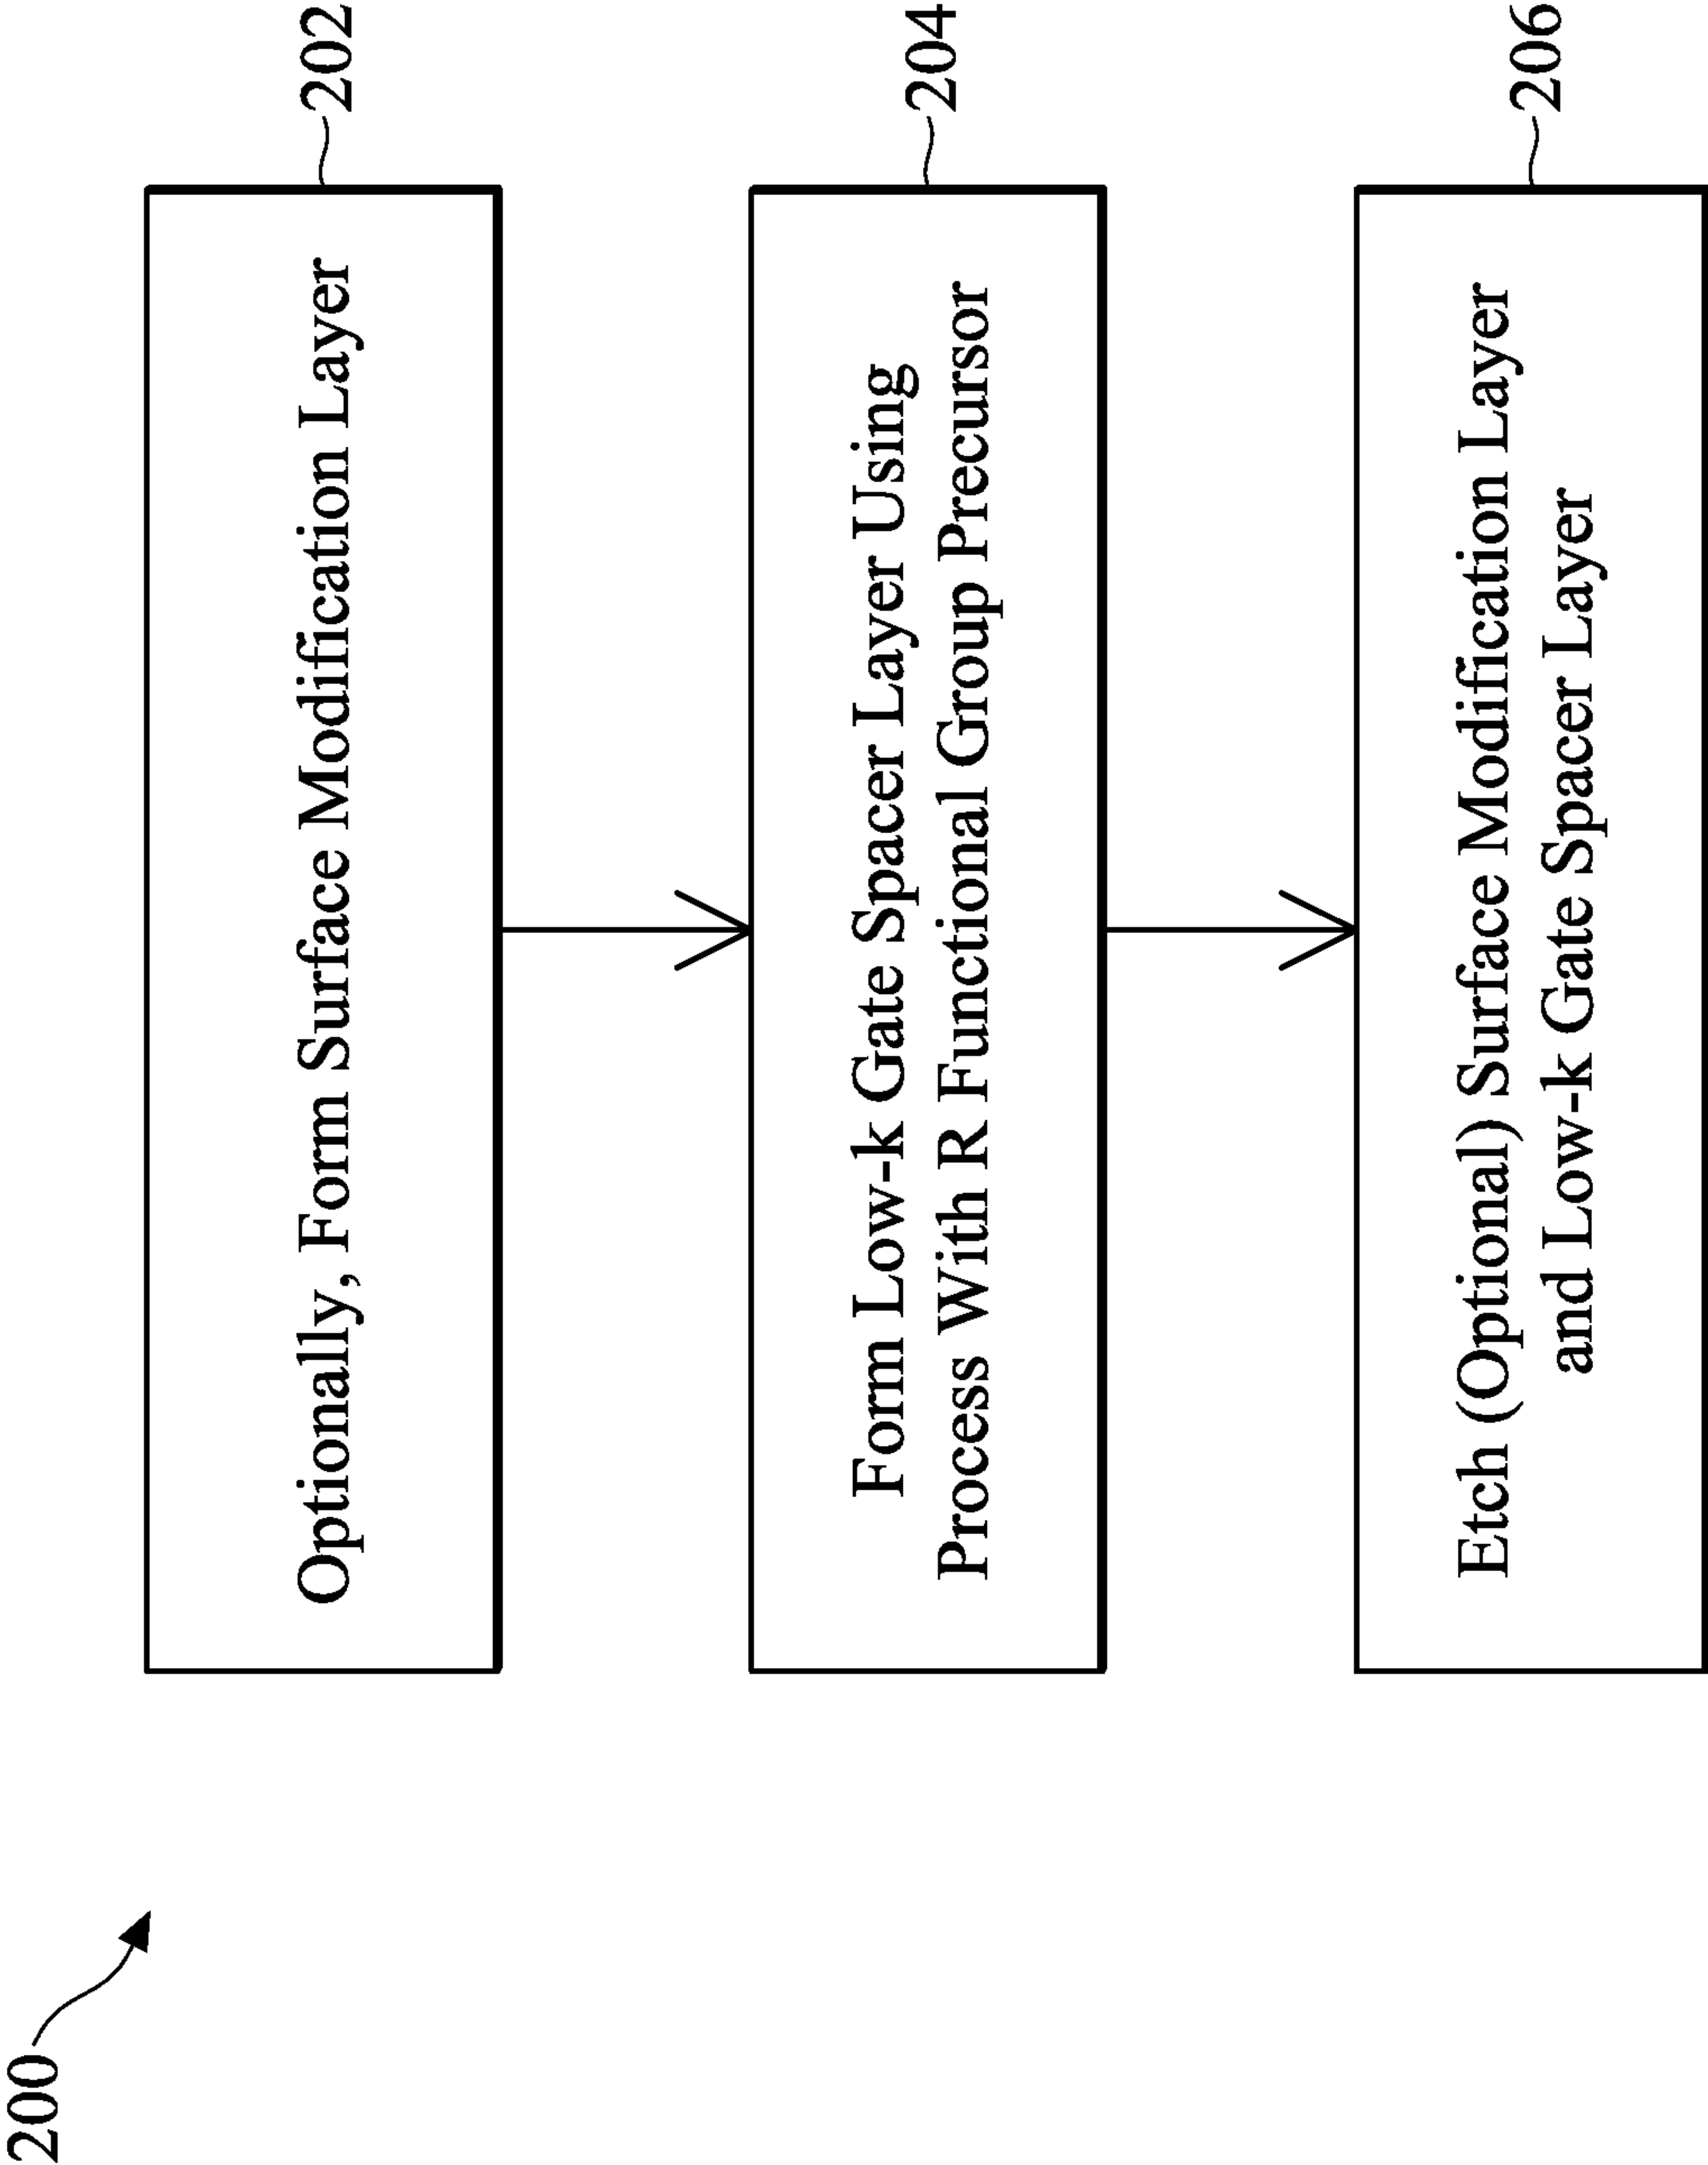 200
Optionally, Form Surface Modification Layer
202
Form Low-k Gate Spacer Layer Using
Process With R Functional Group Precursor
204
Etch (Optional) Surface Modification Layer
and Low-k Gate Spacer Layer
206